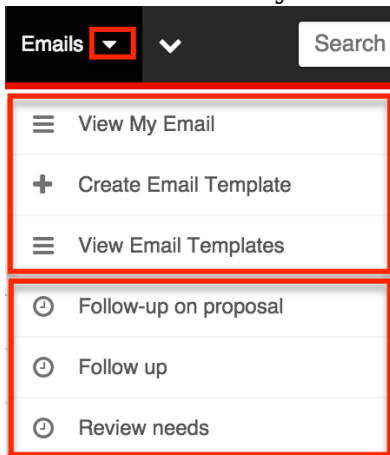 Emails Search
View My Email
Create Email Template
View Email Templates
Follow-up on proposal
Follow up
Review needs